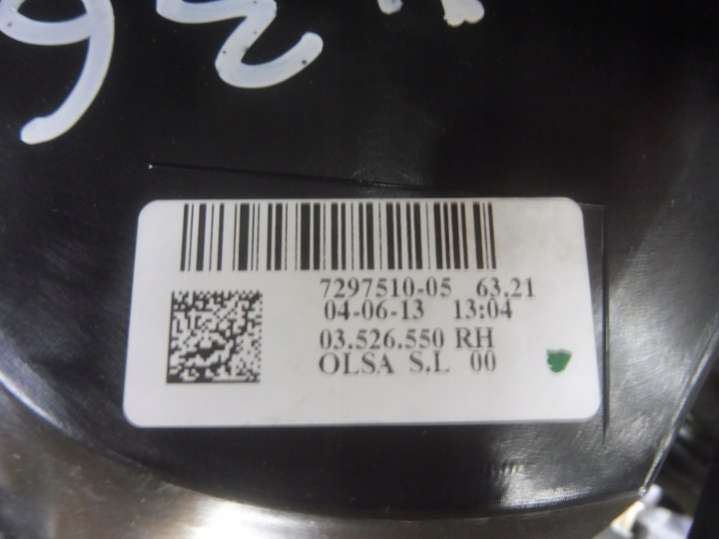 7297510-05 63.21
04-06-13 13:04
03.526.550 RH
OLSA S.L 00